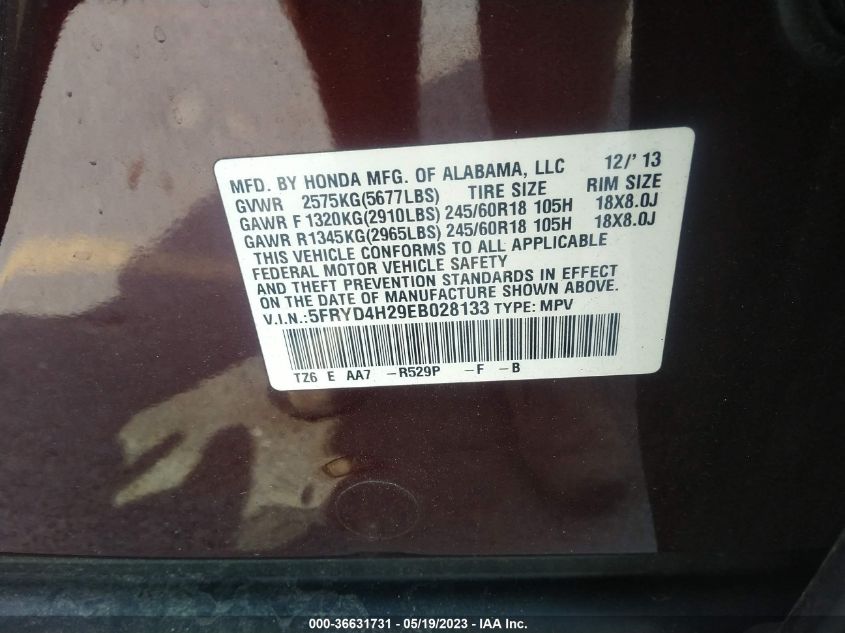 MFD. BY HONDA MFG. OF ALABAMA, LLC 12/' 13
GVWR 2575KG(5677LBS) TIRE SIZE RIM SIZE
GAWR F 1320KG(2910LBS) 245/60R18 105H 18X8.0J
GAWR R1345KG(2965LBS) 245/60R18 105H 18X8.0J
THIS VEHICLE CONFORMS TO ALL APPLICABLE
FEDERAL MOTOR VEHICLE SAFETY
AND THEFT PREVENTION STANDARDS IN EFFECT
ON THE DATE OF MANUFACTURE SHOWN ABOVE.
V.I.N.:5FRYD4H29EB028133 TYPE: MPV
TZ6 E AA7 -R529P -F -B
000-36631731 - 05/19/2023 - IAA Inc.